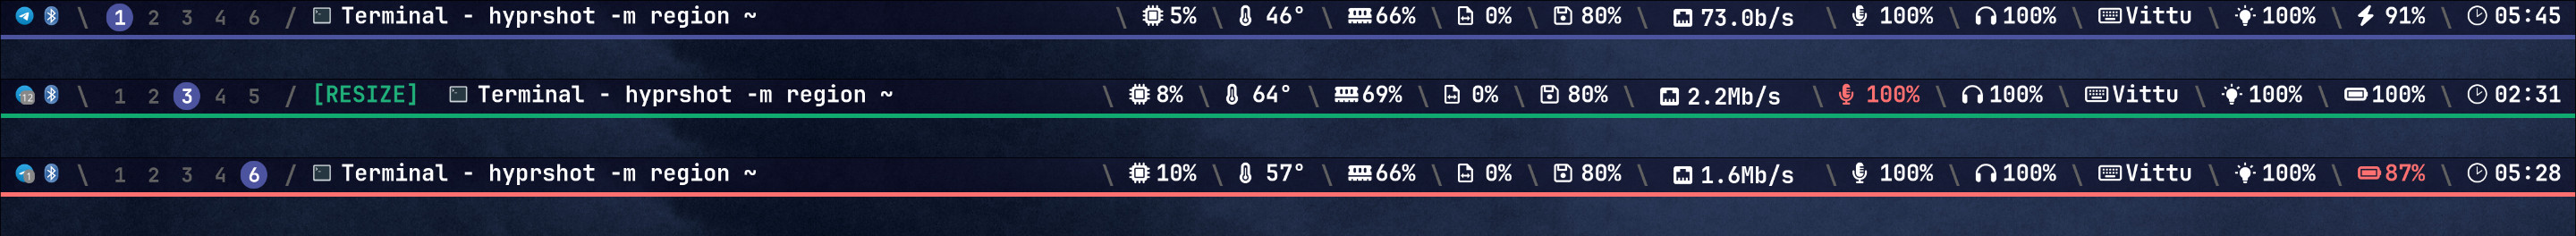 \ 1 2 3 4 6 / Terminal - hyprshot -m region ~ \ 5% \ 46° \ 66% \ 0% \ 80% \ 73.0b/s \ 100% \ 100% \ Vittu \ 100% \ 91% \ 05:45
12 \ 1 2 3 4 5 / [RESIZE] Terminal - hyprshot -m region ~ \ 8% \ 64° \ 69% \ 0% \ 80% \ 2.2Mb/s \ 100% \ 100% \ Vittu \ 100% \ 100% \ 02:31
1 \ 1 2 3 4 6 / Terminal - hyprshot -m region ~ \ 10% \ 57° \ 66% \ 0% \ 80% \ 1.6Mb/s \ 100% \ 100% \ Vittu \ 100% \ 87% \ 05:28